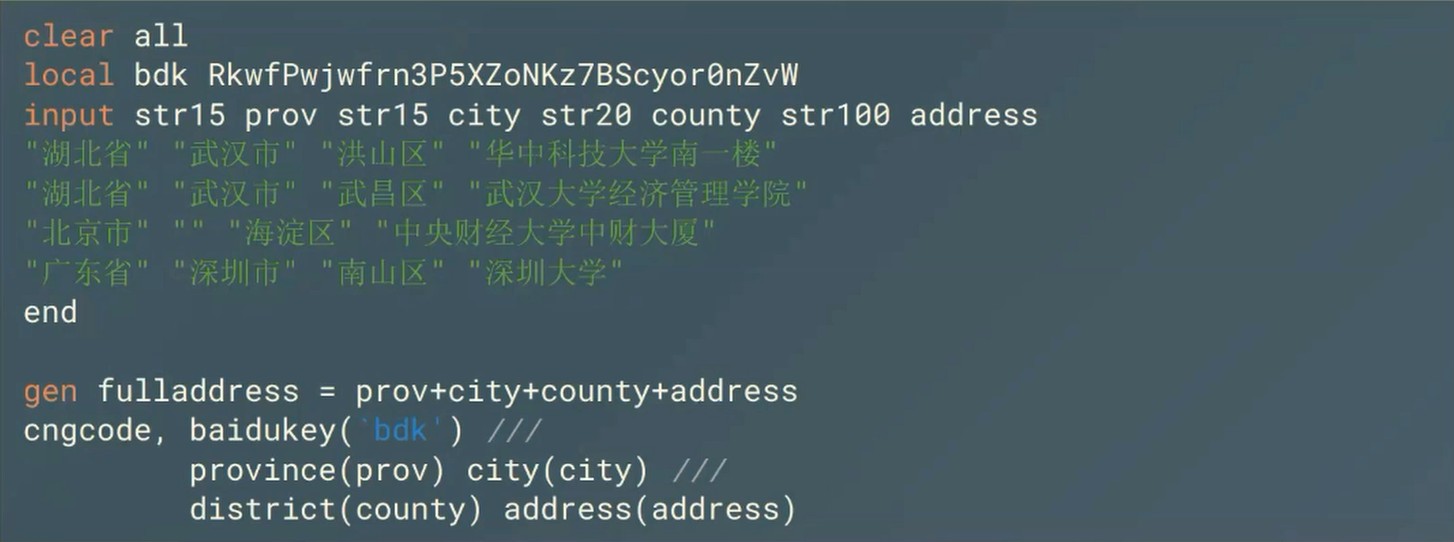 clear all
local bdk RkwfPwjwfrn3P5XZoNKz7BScyor0nZvW
input str15 prov str15 city str20 county str100 address
"湖北省" "武汉市" "洪山区" "华中科技大学南一楼"
"湖北省" "武汉市" "武昌区" "武汉大学经济管理学院"
"北京市" "" "海淀区" "中央财经大学中财大厦"
"广东省" "深圳市" "南山区" "深圳大学"
end
gen fulladdress = prov+city+county+address
cngcode, baidukey(`bdk') ///
province(prov) city(city) ///
district(county) address(address)